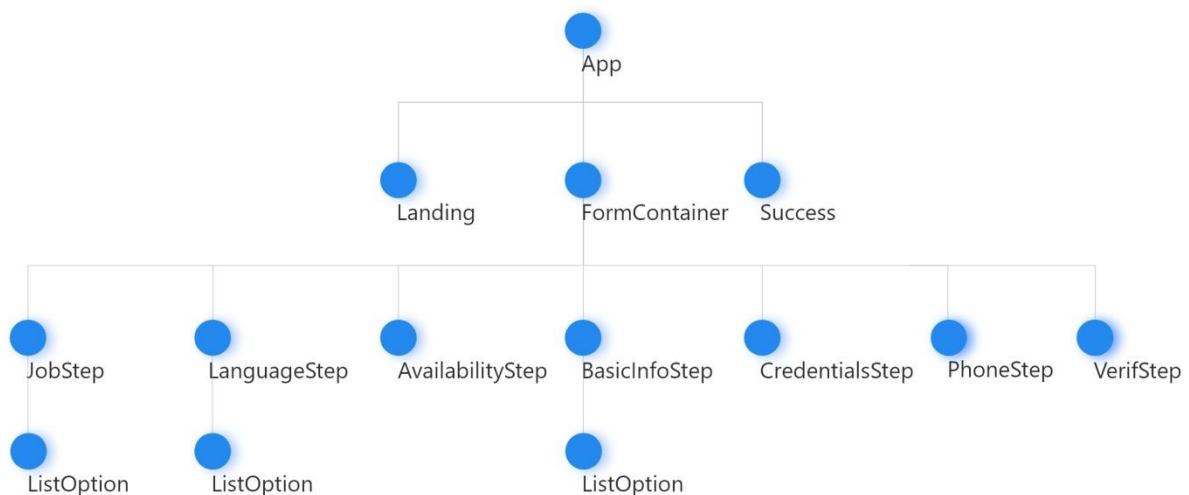 App
Landing
FormContainer
Success
JobStep
LanguageStep
AvailabilityStep
BasicInfoStep
CredentialsStep
PhoneStep
VerifStep
ListOption
ListOption
ListOption